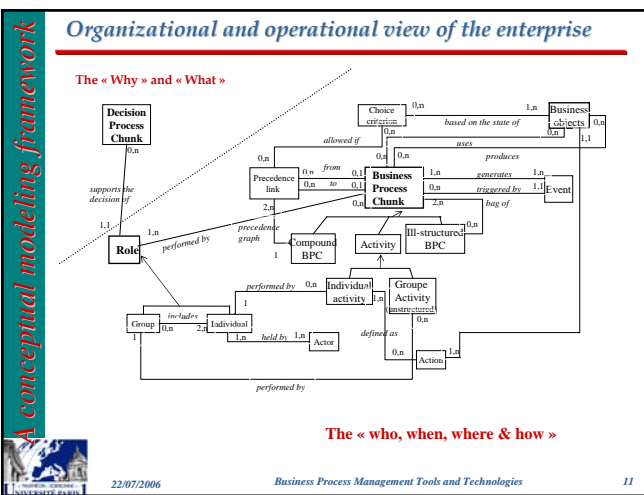 Organizational and operational view of the enterprise
A conceptual modeling framework
The « Why » and « What »
Decision
Process
Chunk
0,n
supports the
decision of
1,1
Role
1,n
performed by
Choice
criterion
0,n
based on the state of
1,n
Business
objects
0,n
1,1
0,n
allowed if
0,n
uses
0,n
0,n
produces
0,n
Precedence
link
0,n
from
0,1
0,n
to
0,1
Business
Process
Chunk
0,n
1,n
generates
1,n
0,n
triggered by
1,1
Event
2,n
bag of
2,n
precedence
graph
1
Compound
BPC
Activity
Ill-structured
BPC
0,n
performed by
0,n
1
Individual
activity
1,n
Groupe
Activity
(unstructured)
0,n
includes
Group
0,n
2,n
Individual
1
1,n
held by
1,n
Actor
defined as
0,n
Action
1,n
performed by
The « who, when, where & how »
UNIVERSITÉ PARIS
22/07/2006
Business Process Management Tools and Technologies
11